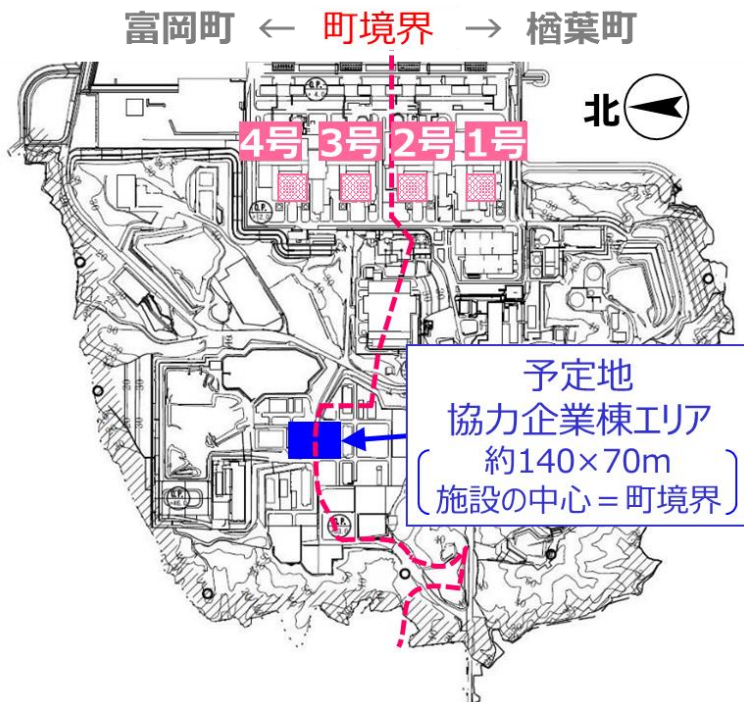 富岡町 ← 町境界 → 楢葉町
北
4号 3号 2号 1号
予定地
協力企業棟エリア
約140×70m
施設の中心＝町境界